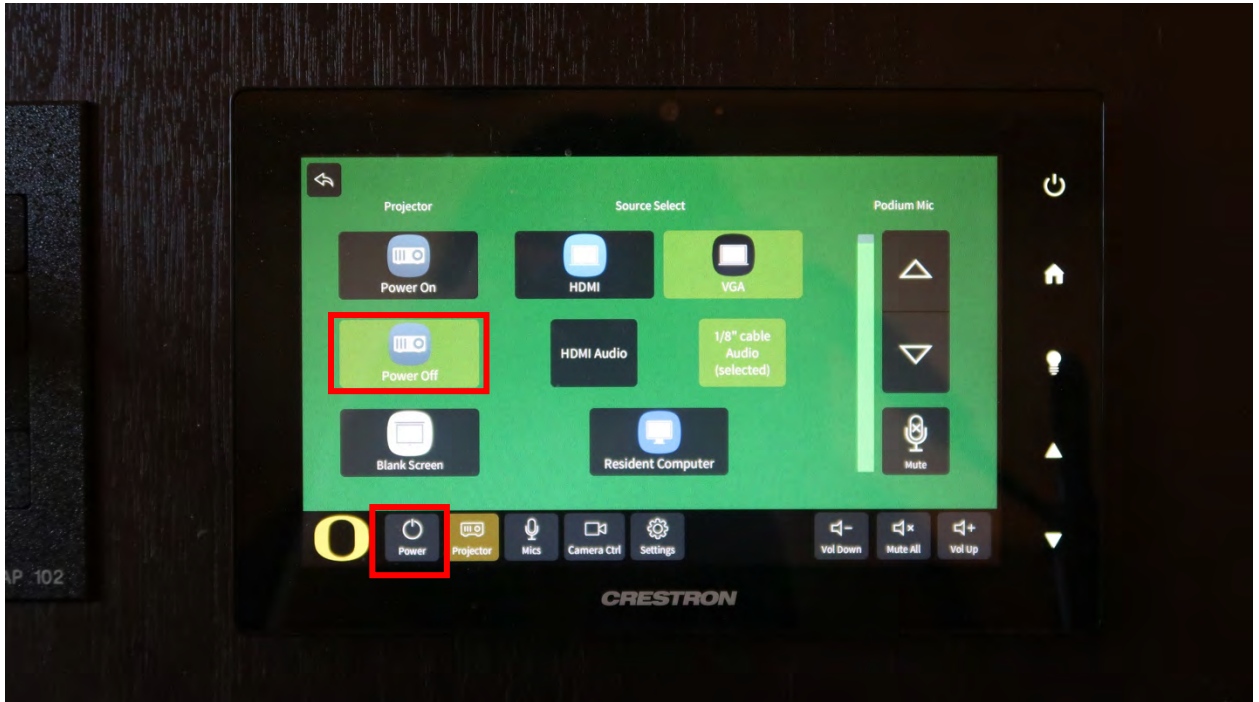 Projector
Source Select
Podium Mic
Power On
HDMI
VGA
Power Off
HDMI Audio
1/8" cable
Audio
(selected)
Blank Screen
Resident Computer
Mute
O
Power
Projector
Mics
Camera Ctrl
Settings
Vol Down
Mute All
Vol Up
AP 102
CRESTRON